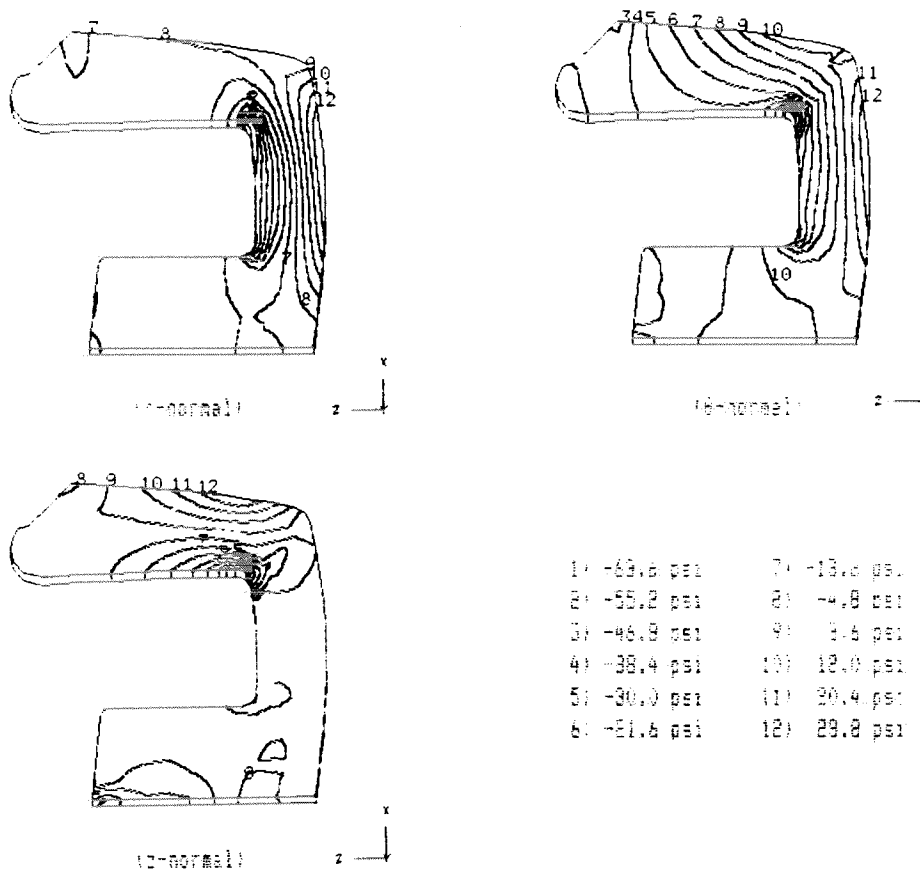 7 8 9 10 11 12
7
8
x
z
3 4 5 6 7 8 9 10 11 12
10
(θ-normal)
z
8 9 10 11 12
8
x
(z-normal) z
1) -63.6 psi 7) -13.2 psi
2) -55.2 psi 8) -4.8 psi
3) -46.8 psi 9) 3.6 psi
4) -38.4 psi 10) 12.0 psi
5) -30.0 psi 11) 20.4 psi
6) -21.6 psi 12) 28.8 psi